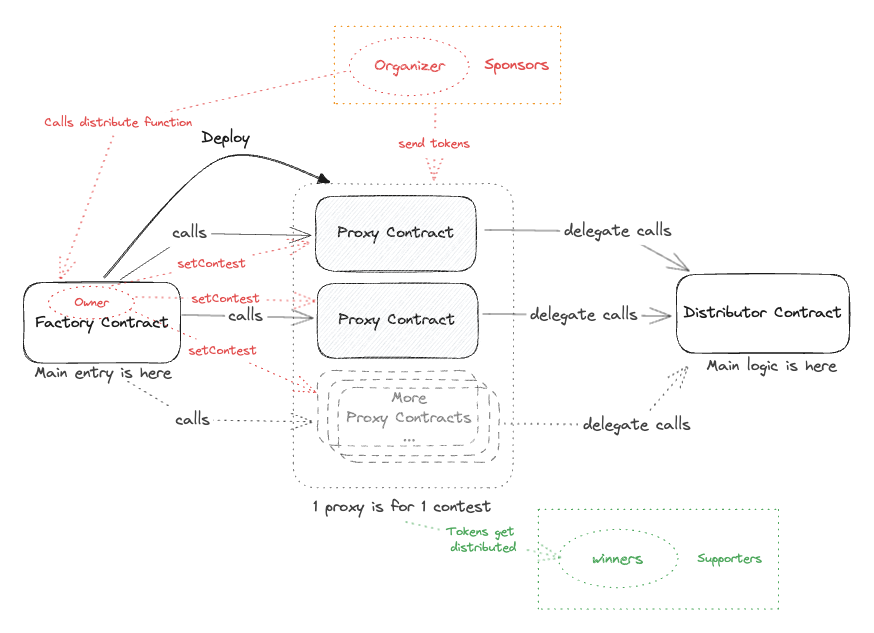 Organizer
Sponsors
Calls distribute function
Deploy
send tokens
calls
Proxy Contract
delegate calls
setContest
Owner
Factory Contract
setContest
calls
Proxy Contract
delegate calls
Distributor Contract
setContest
Main entry is here
Main logic is here
More
Proxy Contracts
...
calls
delegate calls
1 proxy is for 1 contest
Tokens get
distributed
winners
Supporters